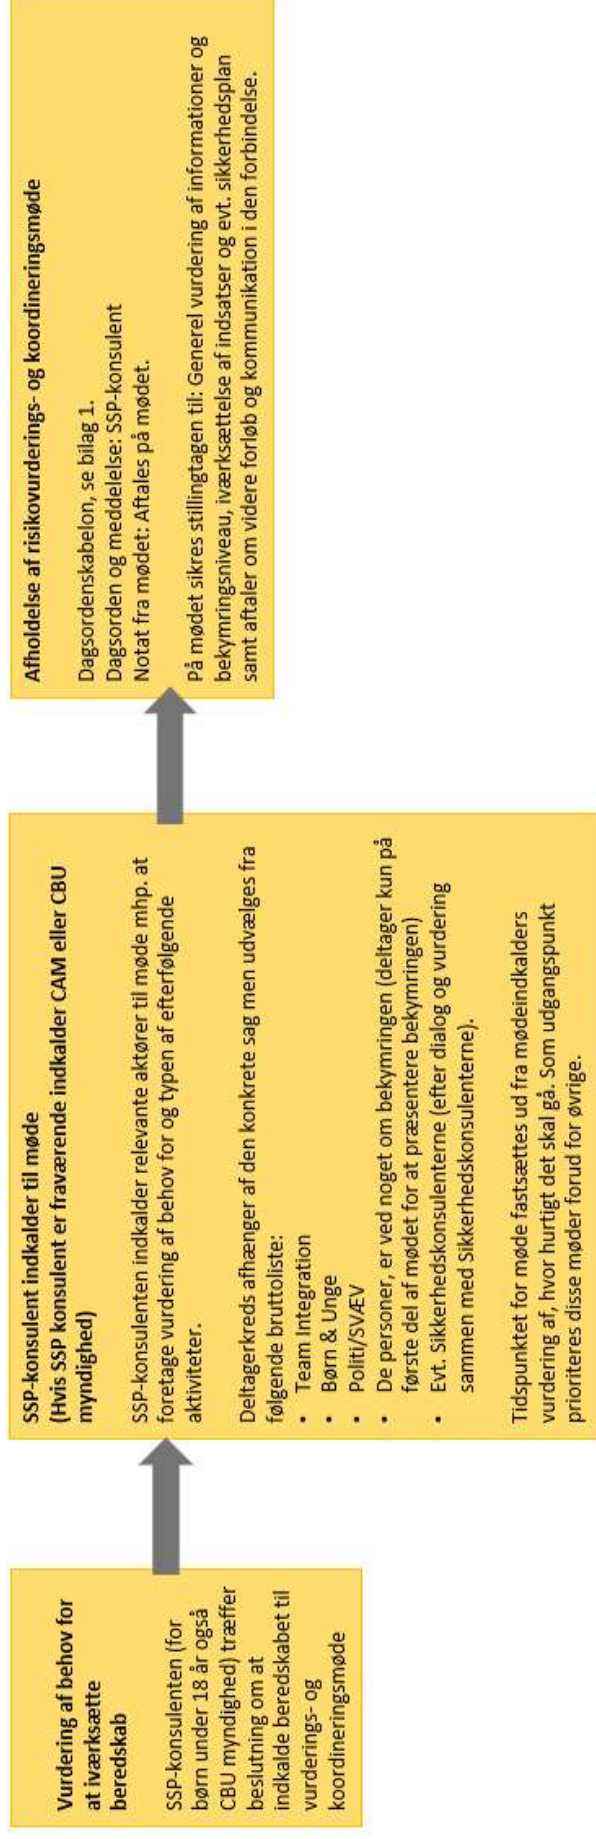 Vurdering af behov for
at iværksætte
beredskab
SSP-konsulenten (for
børn under 18 år også
CBU myndighed) træffer
beslutning om at
indkalde beredskabet til
vurderings- og
koordineringsmøde
SSP-konsulent indkalder til møde
(Hvis SSP konsulent er fraværende indkalder CAM eller CBU
myndighed)
SSP-konsulenten indkalder relevante aktører til møde mhp. at
foretage vurdering af behov for og typen af efterfølgende
aktiviteter.
Deltagerkreds afhænger af den konkrete sag men udvælges fra
følgende bruttoliste:
• Team Integration
• Børn & Unge
• Politi/SVÆV
• De personer, er ved noget om bekymringen (deltager kun på
første del af mødet for at præsentere bekymringen)
• Evt. Sikkerhedskonsulenterne (efter dialog og vurdering
sammen med Sikkerhedskonsulenterne).
Tidspunktet for møde fastsættes ud fra mødeindkalders
vurdering af, hvor hurtigt det skal gå. Som udgangspunkt
prioriteres disse møder forud for øvrige.
Afholdelse af risikovurderings- og koordineringsmøde
Dagsordenskabelon, se bilag 1.
Dagsorden og meddelelse: SSP-konsulent
Notat fra mødet: Aftales på mødet.
På mødet sikres stillingtagen til: Generel vurdering af informationer og
bekymringsniveau, iværksættelse af indsatser og evt. sikkerhedsplan
samt aftaler om videre forløb og kommunikation i den forbindelse.